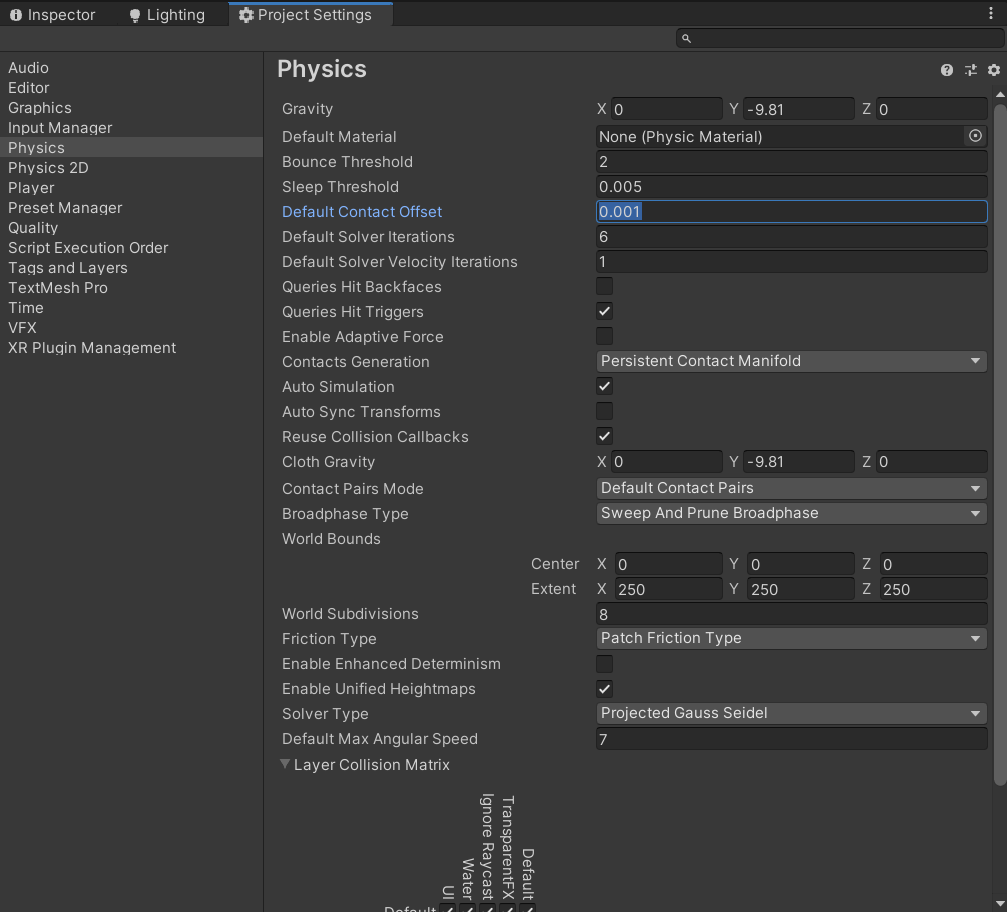 Inspector Lighting Project Settings
Audio
Editor
Graphics
Input Manager
Physics
Physics 2D
Player
Preset Manager
Quality
Script Execution Order
Tags and Layers
TextMesh Pro
Time
VFX
XR Plugin Management
Physics
Gravity X 0 Y -9.81 Z 0
Default Material None (Physic Material)
Bounce Threshold 2
Sleep Threshold 0.005
Default Contact Offset 0.001
Default Solver Iterations 6
Default Solver Velocity Iterations 1
Queries Hit Backfaces
Queries Hit Triggers
Enable Adaptive Force
Contacts Generation Persistent Contact Manifold
Auto Simulation
Auto Sync Transforms
Reuse Collision Callbacks
Cloth Gravity X 0 Y -9.81 Z 0
Contact Pairs Mode Default Contact Pairs
Broadphase Type Sweep And Prune Broadphase
World Bounds
Center X 0 Y 0 Z 0
Extent X 250 Y 250 Z 250
World Subdivisions 8
Friction Type Patch Friction Type
Enable Enhanced Determinism
Enable Unified Heightmaps
Solver Type Projected Gauss Seidel
Default Max Angular Speed 7
Layer Collision Matrix
UI
Water
Ignore Raycast
TransparentFX
Default
Default